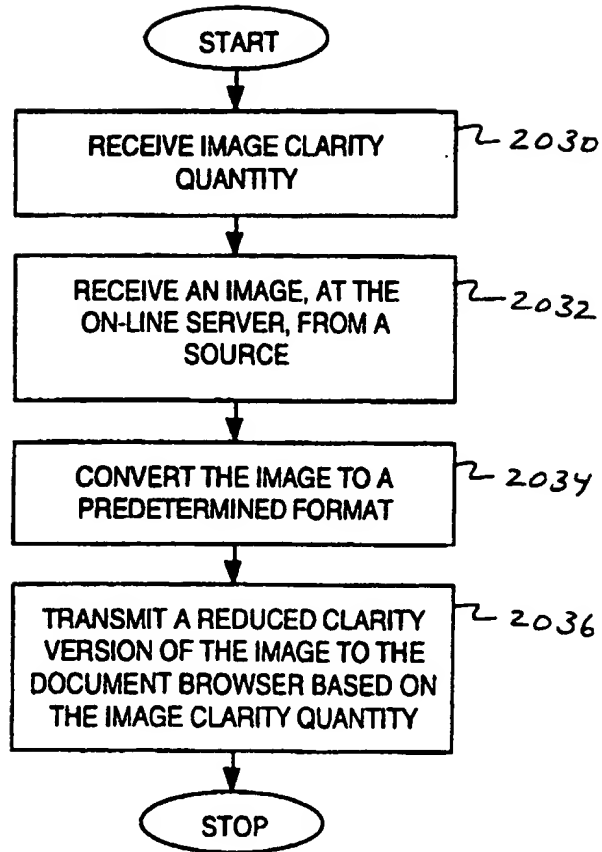 START
RECEIVE IMAGE CLARITY
QUANTITY
2030
RECEIVE AN IMAGE, AT THE
ON-LINE SERVER, FROM A
SOURCE
2032
CONVERT THE IMAGE TO A
PREDETERMINED FORMAT
2034
TRANSMIT A REDUCED CLARITY
VERSION OF THE IMAGE TO THE
DOCUMENT BROWSER BASED ON
THE IMAGE CLARITY QUANTITY
2036
STOP